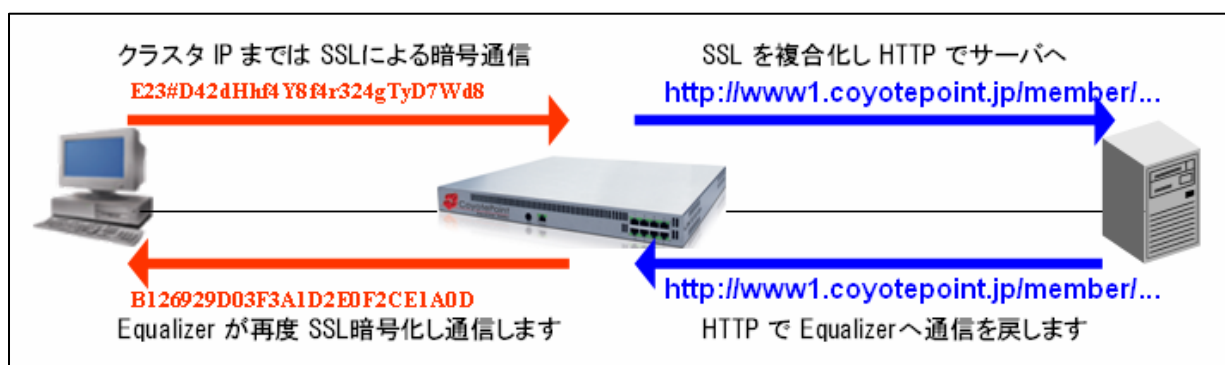 クラスタ IP までは SSLによる暗号通信
E23#D42dHhf4Y8f4r324gTyD7Wd8
SSL を複合化し HTTP でサーバへ
http://www1.coyotepoint.jp/member/...
CoyotePoint
B126929D03F3A1D2E0F2CE1A0D
Equalizer が再度 SSL暗号化し通信します
http://www1.coyotepoint.jp/member/...
HTTP で Equalizerへ通信を戻します